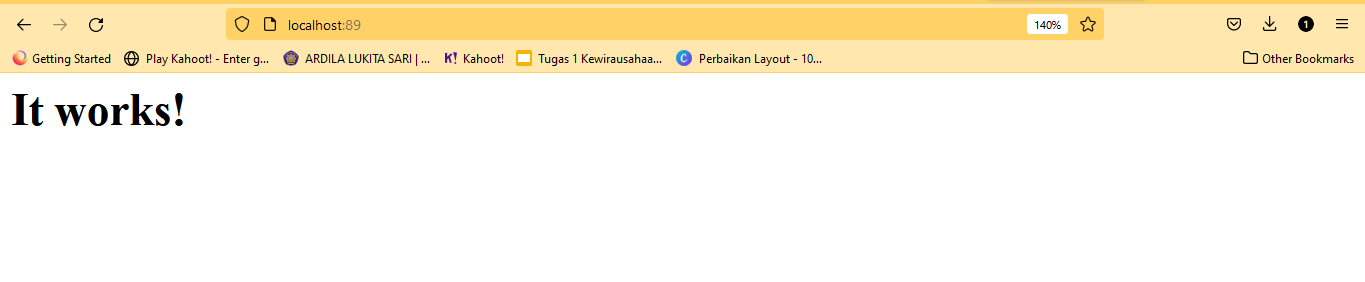 localhost:89
140%
1
Getting Started
Play Kahoot! - Enter g...
ARDILA LUKITA SARI | ...
K! Kahoot!
Tugas 1 Kewirausahaa...
C Perbaikan Layout - 10...
Other Bookmarks
It works!